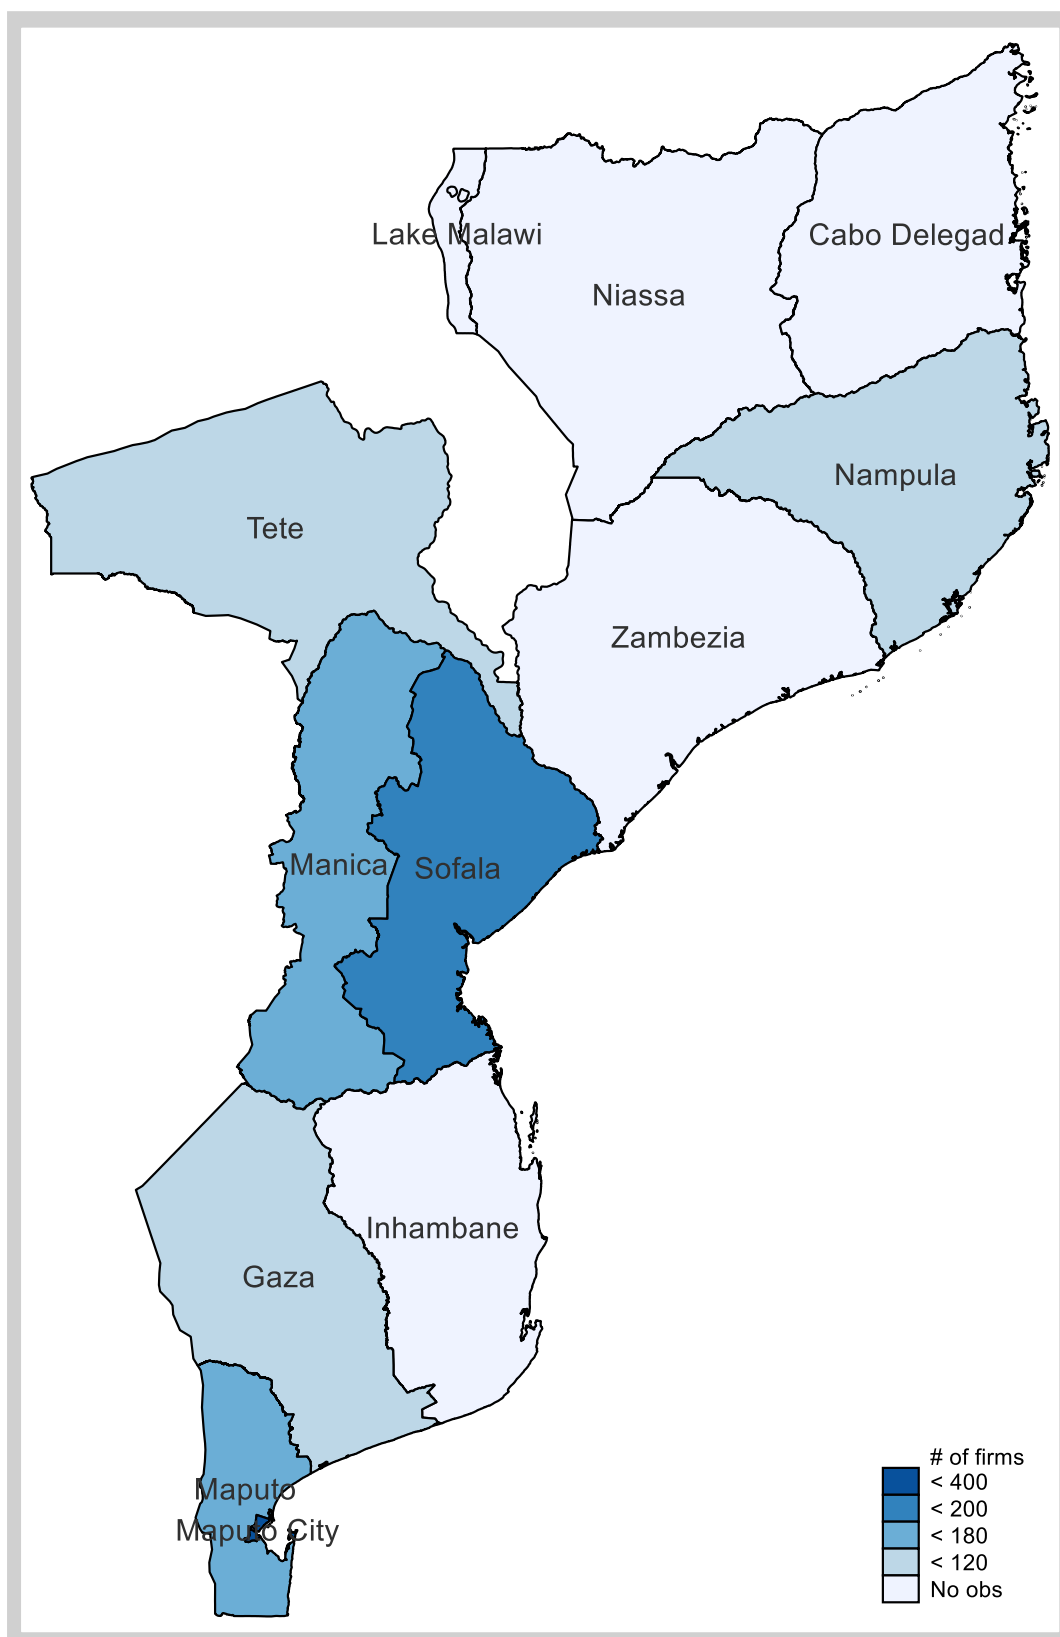 Lake Malawi
Cabo Delegad
Niassa
Nampula
Tete
Zambezia
Manica
Sofala
Inhambane
Gaza
Maputo
Maputo City
# of firms
< 400
< 200
< 180
< 120
No obs